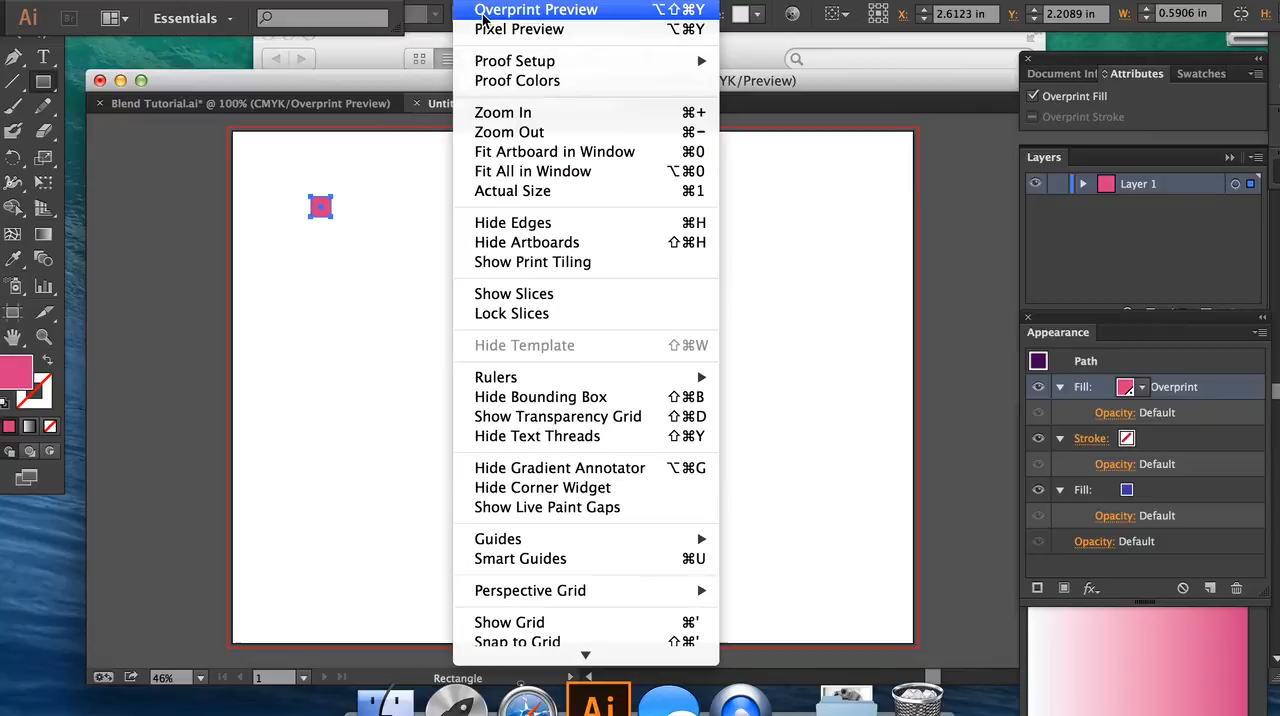 Ai
Br
Essentials
X:
2.6123 in
Y:
2.2089 in
W:
0.5906 in
H:
Overprint Preview ⌥⇧⌘Y
Pixel Preview ⌥⌘Y
Proof Setup
Proof Colors
Zoom In ⌘+
Zoom Out ⌘−
Fit Artboard in Window ⌘0
Fit All in Window ⌥⌘0
Actual Size ⌘1
Hide Edges ⌘H
Hide Artboards ⇧⌘H
Show Print Tiling
Show Slices
Lock Slices
Hide Template ⇧⌘W
Rulers
Hide Bounding Box ⇧⌘B
Show Transparency Grid ⇧⌘D
Hide Text Threads ⇧⌘Y
Hide Gradient Annotator ⌥⌘G
Hide Corner Widget
Show Live Paint Gaps
Guides
Smart Guides ⌘U
Perspective Grid
Show Grid ⌘'
Snap to Grid ⇧⌘'
YK/Preview)
Blend Tutorial.ai* @ 100% (CMYK/Overprint Preview)
Unti
46%
1
Rectangle
Document Inf
Attributes
Swatches
Overprint Fill
Overprint Stroke
Layers
Layer 1
Appearance
Path
Fill: Overprint
Opacity: Default
Stroke:
Opacity: Default
Fill:
Opacity: Default
Opacity: Default
fx
Ai